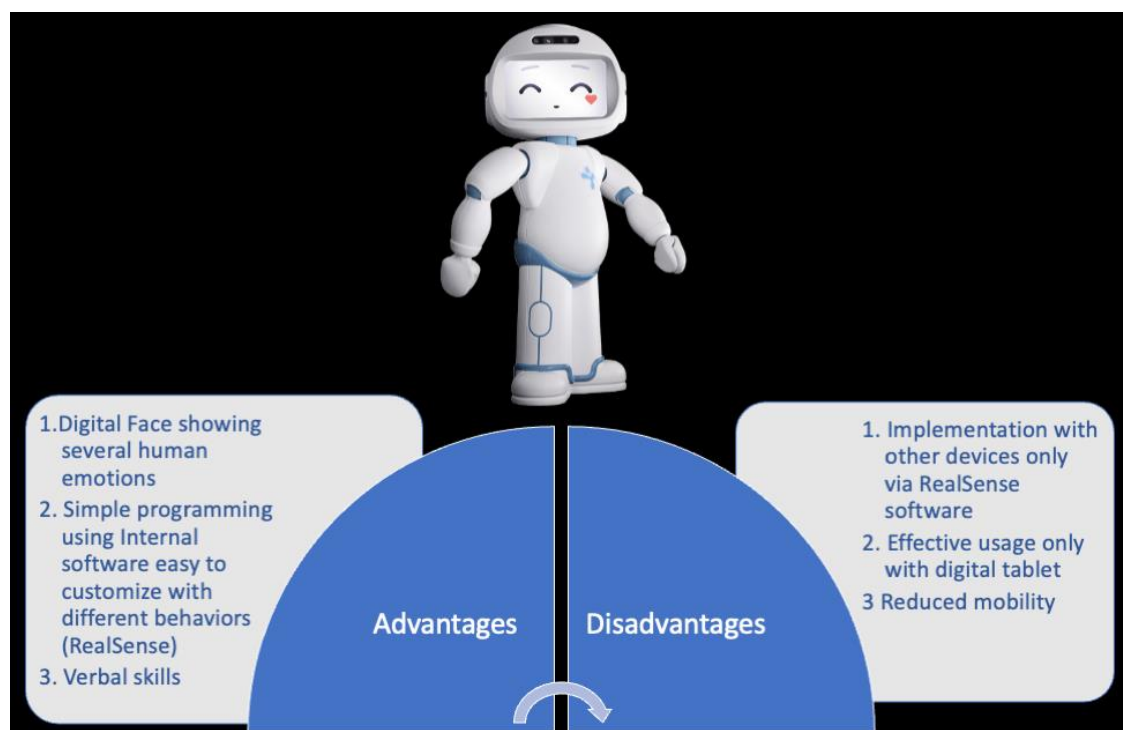 1.Digital Face showing
several human
emotions
2. Simple programming
using Internal
software easy to
customize with
different behaviors
(RealSense)
3. Verbal skills
Advantages
Disadvantages
1. Implementation with
other devices only
via RealSense
software
2. Effective usage only
with digital tablet
3 Reduced mobility